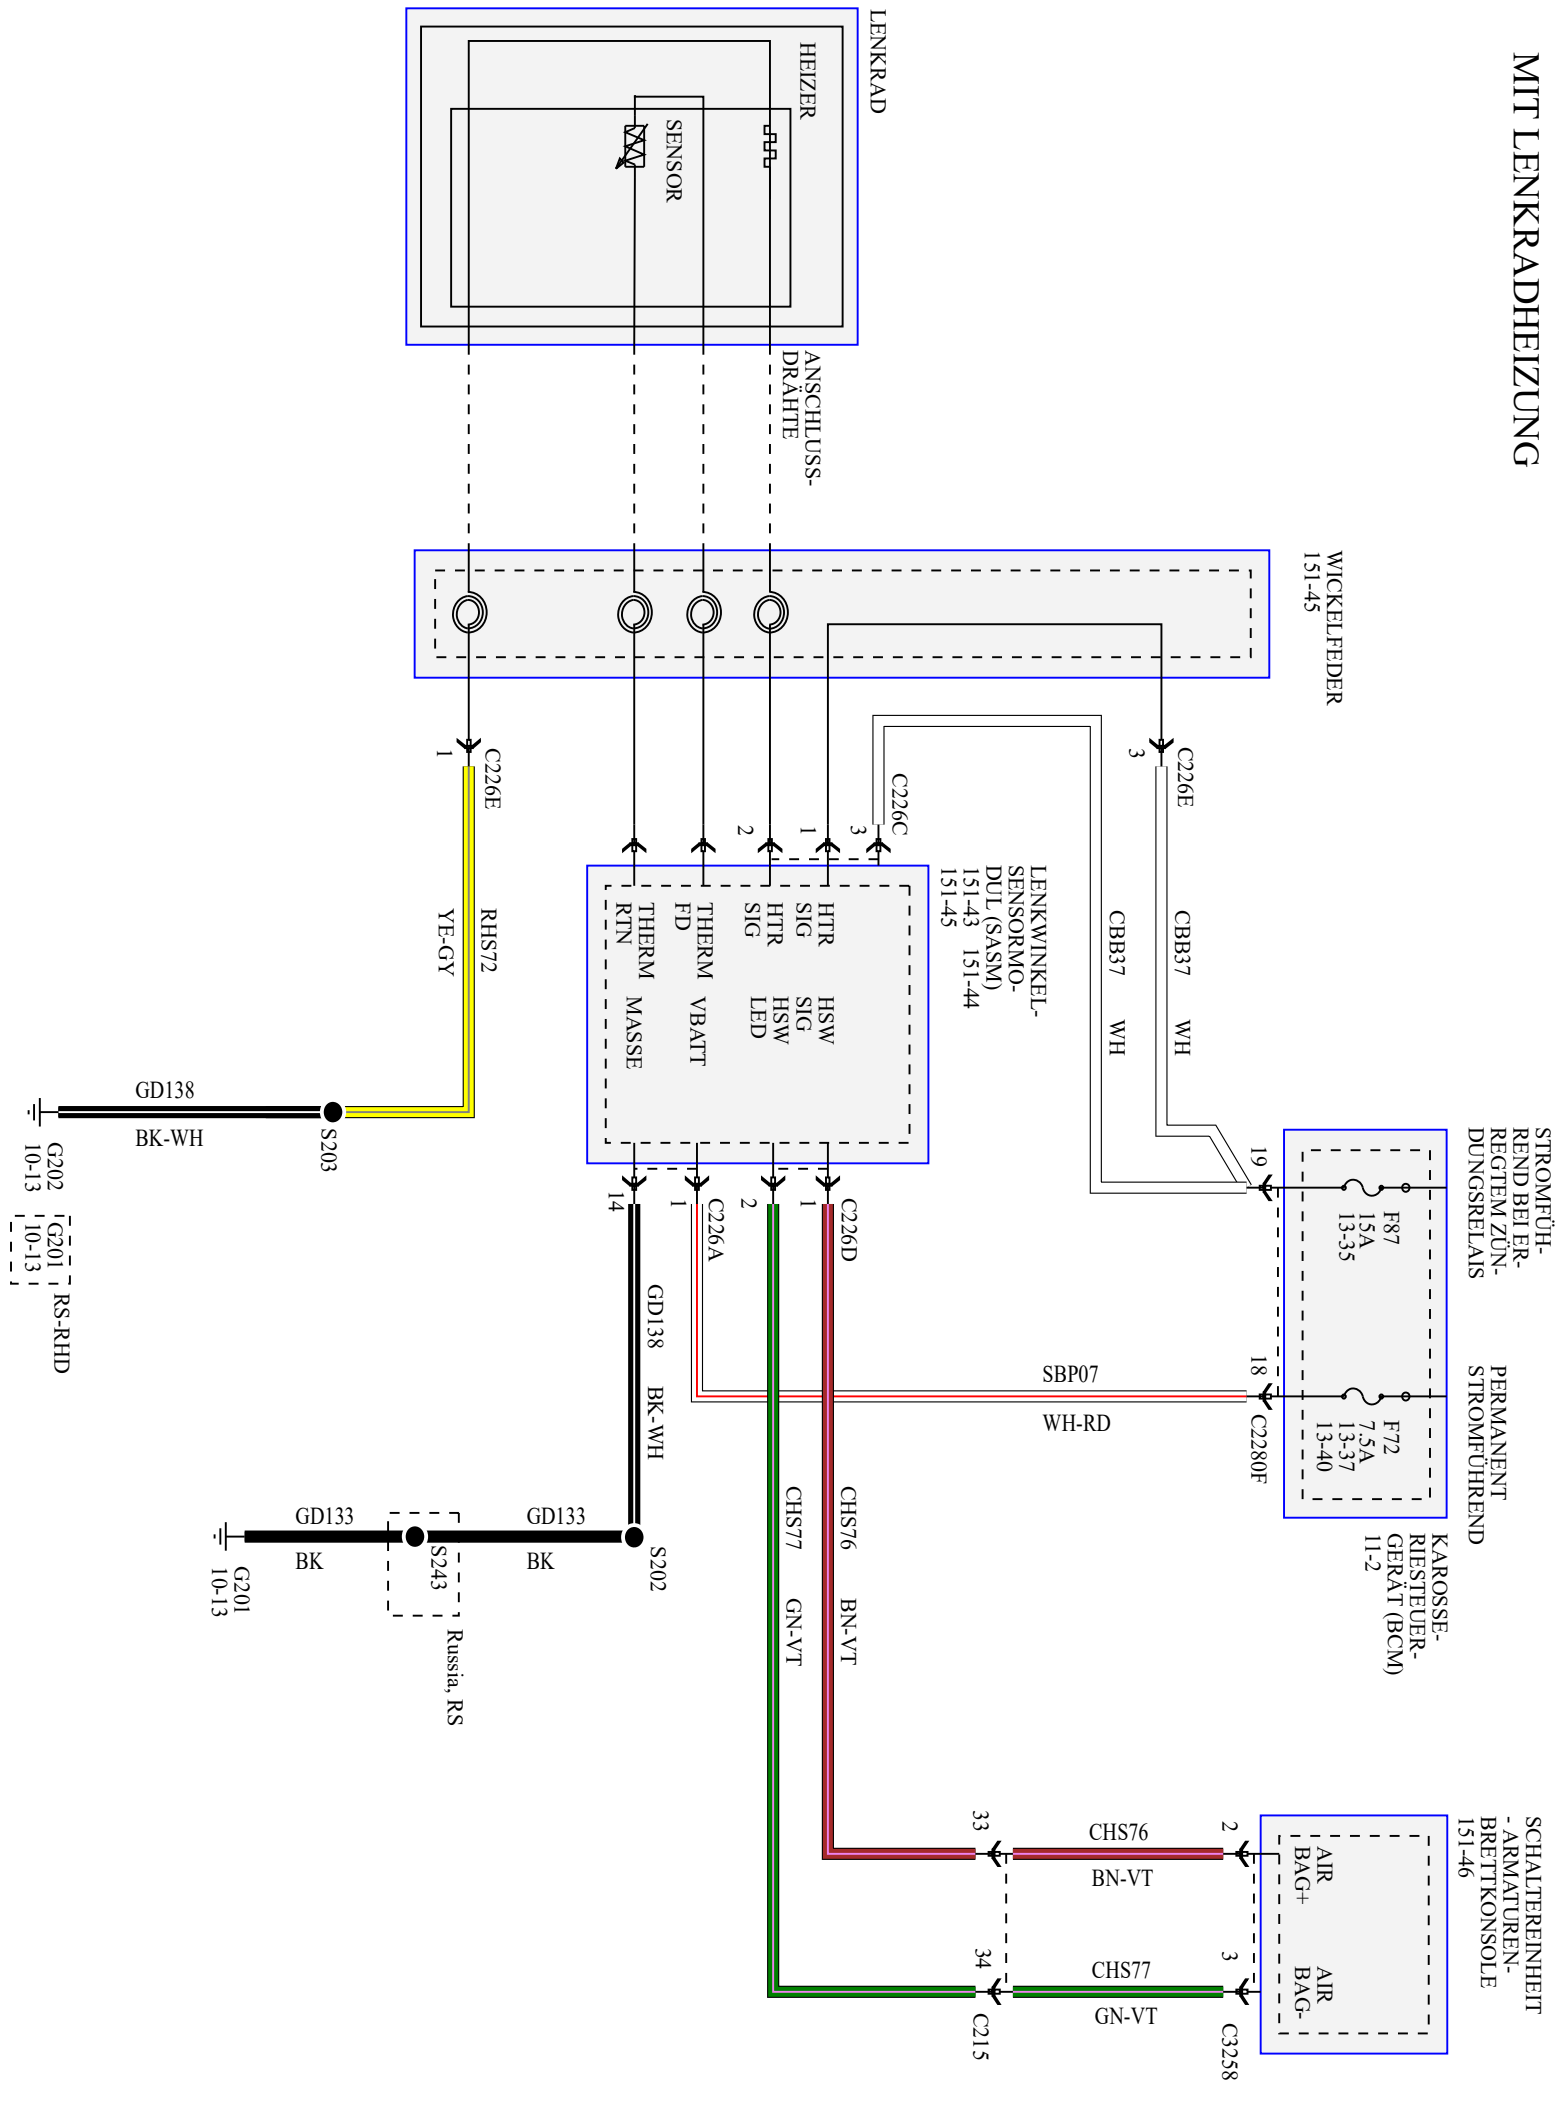 MIT LENKRADHEIZUNG
STROMFÜH-
REND BEI ER-
REGTEM ZÜN-
DUNGSRELAIS
PERMANENT
STROMFÜHREND
F87
15A
13-35
F72
7.5A
13-37
13-40
KAROSSE-
RIESTEUER-
GERÄT (BCM)
11-2
19
18
C2280F
SCHALTEREINHEIT
- ARMATUREN-
BRETTKONSOLE
151-46
AIR
BAG+
AIR
BAG-
2
3
C3258
CHS76
BN-VT
CHS77
GN-VT
33
34
C215
WICKELFEDER
151-45
C226E
3
CBB37 WH
CBB37 WH
C226C
3
1
2
LENKWINKEL-
SENSORMO-
DUL (SASM)
151-43 151-44
151-45
HTR
SIG
HTR
SIG
THERM
FD
THERM
RTN
HSW
SIG
HSW
LED
VBATT
MASSE
C226D
1
2
C226A
1
14
SBP07
WH-RD
CHS76 BN-VT
CHS77 GN-VT
GD138 BK-WH
S202
GD133
BK
S243
Russia, RS
GD133
BK
G201
10-13
LENKRAD
HEIZER
SENSOR
ANSCHLUSS-
DRÄHTE
C226E
1
RHS72
YE-GY
S203
GD138
BK-WH
G202
10-13
G201
10-13
RS-RHD